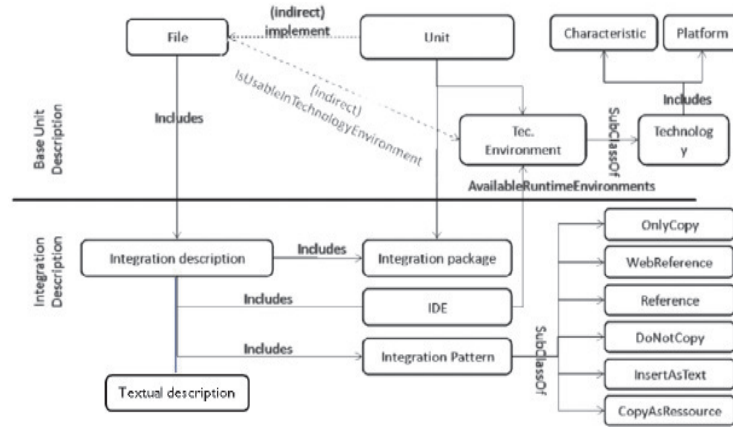 (indirect)
implement
File
Unit
Characteristic
Platform
(indirect)
IsUsableInTechnologyEnvironment
Includes
Includes
Base Unit
Description
Tec.
Environment
SubClassOf
Technolog
y
AvailableRuntimeEnvironments
Integration
Description
Integration description
Includes
Integration package
OnlyCopy
WebReference
Includes
IDE
Reference
SubClassOf
DoNotCopy
Includes
Integration Pattern
InsertAsText
Textual description
CopyAsRessource